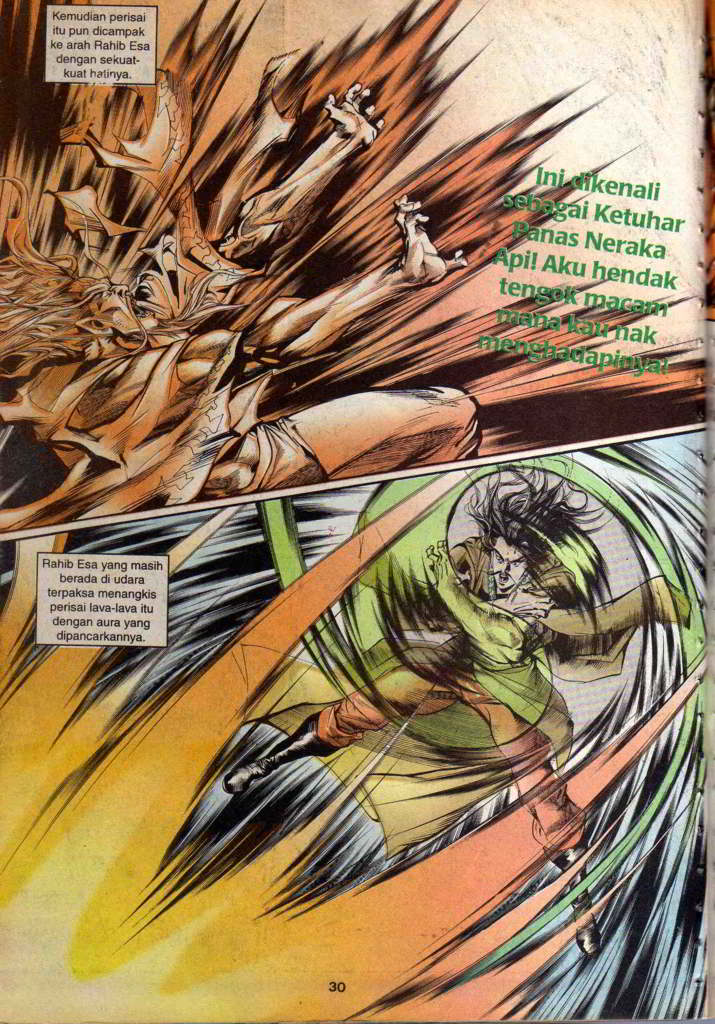 Kemudian perisai
itu pun dicampak
ke arah Rahib Esa
dengan sekuat-
kuat hatinya.
Ini dikenali
sebagai Ketuhar
Panas Neraka
Api! Aku hendak
tengok macam
mana kau nak
menghadapinya!
Rahib Esa yang masih
berada di udara
terpaksa menangkis
perisai lava-lava itu
dengan aura yang
dipancarkannya.
30